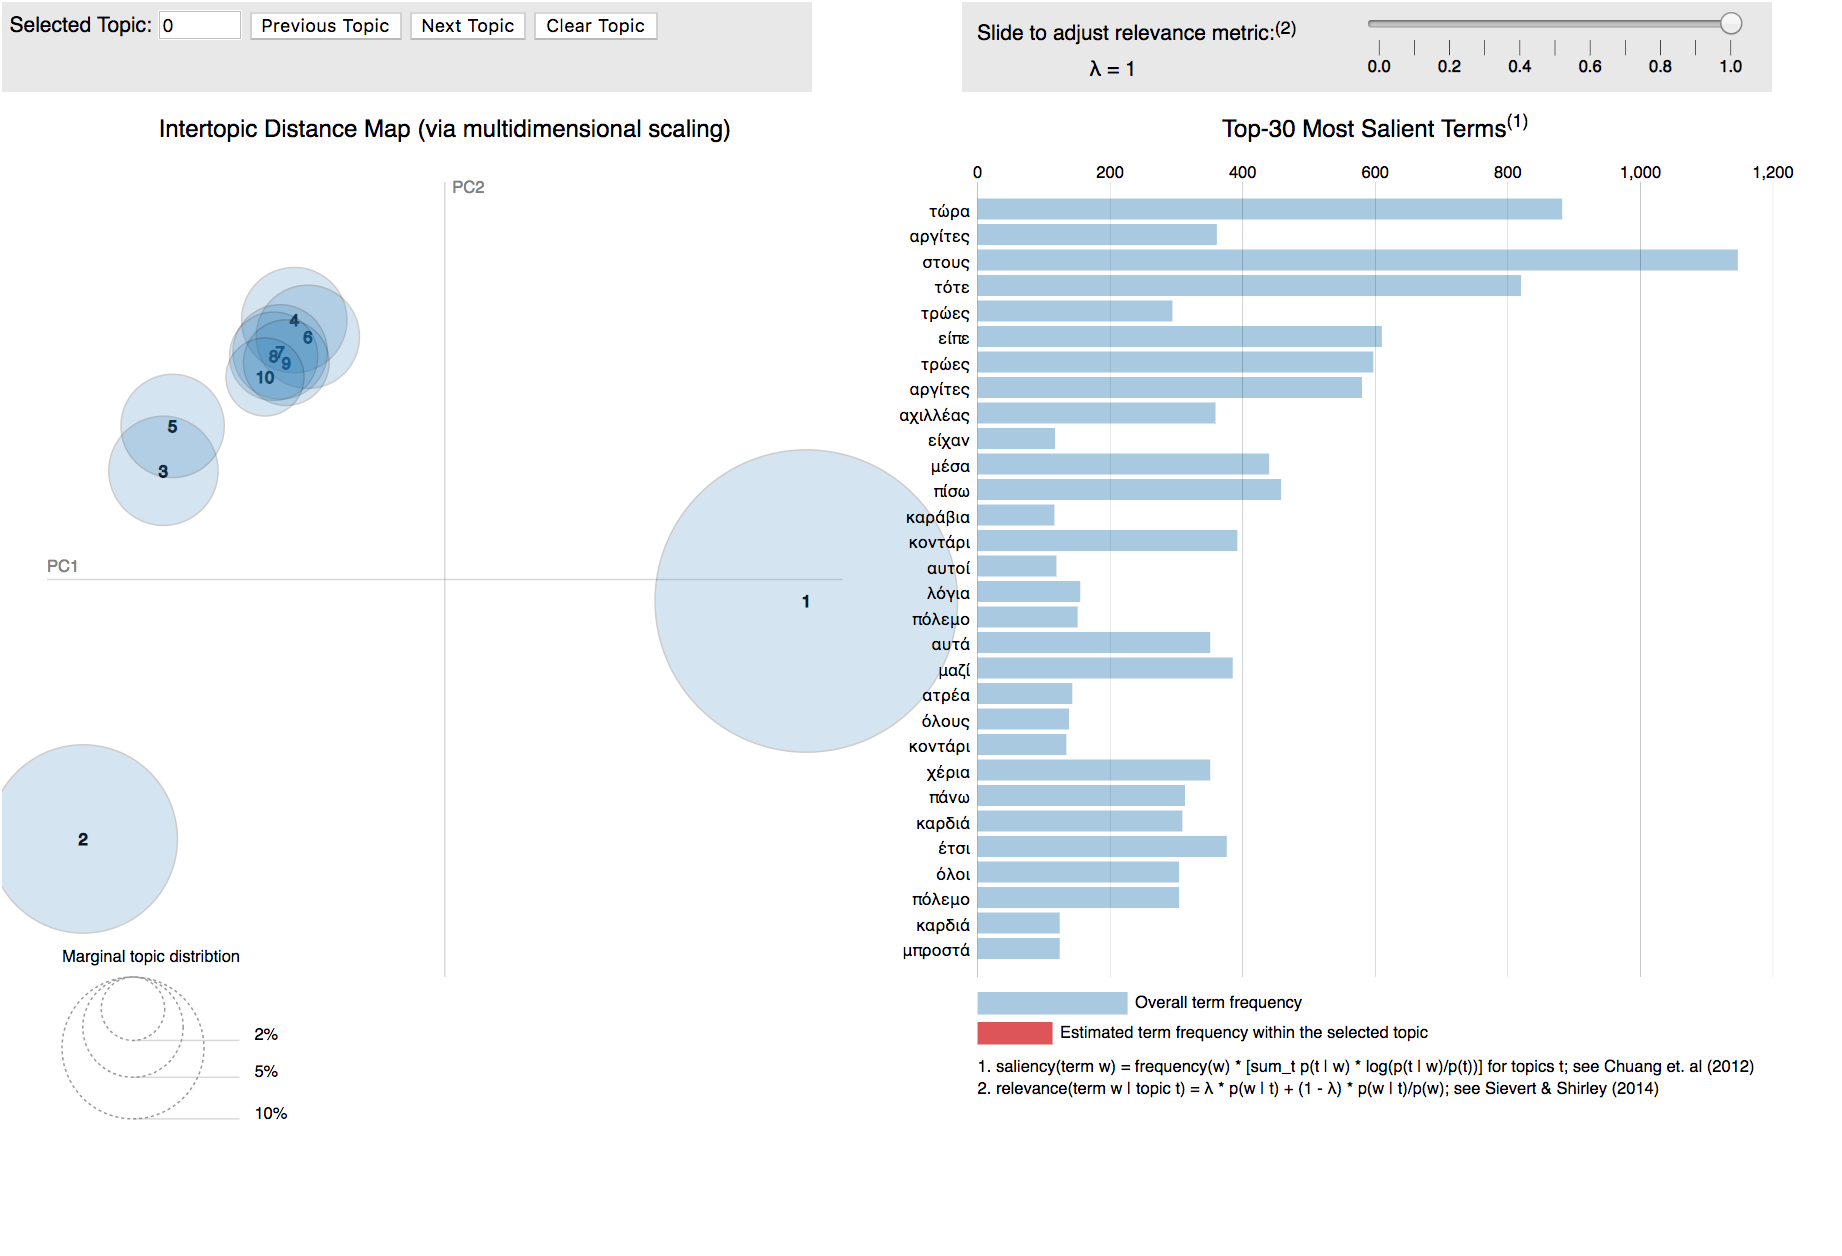 Selected Topic: 0 Previous Topic Next Topic Clear Topic
Slide to adjust relevance metric:(2)
λ = 1
0.0 0.2 0.4 0.6 0.8 1.0
Intertopic Distance Map (via multidimensional scaling)
PC2
PC1
4
6
7
8
9
10
5
3
1
2
Marginal topic distribtion
2%
5%
10%
Top-30 Most Salient Terms(1)
0 200 400 600 800 1,000 1,200
τώρα
αργίτες
στους
τότε
τρώες
είπε
τρώες
αργίτες
αχιλλέας
είχαν
μέσα
πίσω
καράβια
κοντάρι
αυτοί
λόγια
πόλεμο
αυτά
μαζί
ατρέα
όλους
κοντάρι
χέρια
πάνω
καρδιά
έτσι
όλοι
πόλεμο
καρδιά
μπροστά
Overall term frequency
Estimated term frequency within the selected topic
1. saliency(term w) = frequency(w) * [sum_t p(t | w) * log(p(t | w)/p(t))] for topics t; see Chuang et. al (2012)
2. relevance(term w | topic t) = λ * p(w | t) + (1 - λ) * p(w | t)/p(w); see Sievert & Shirley (2014)